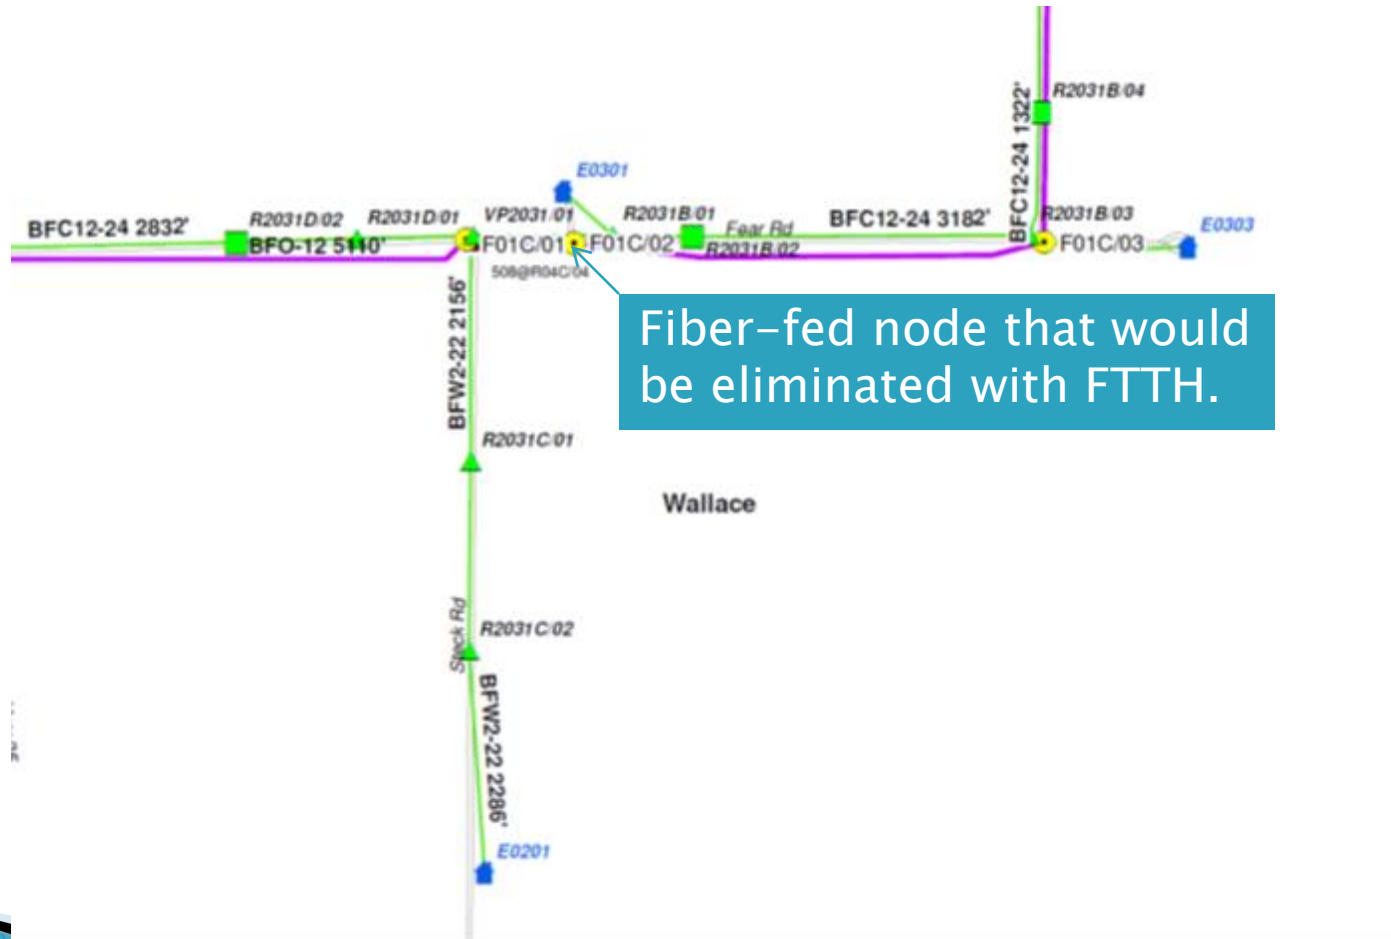 R2031B/04
BFC12-24 1322'
E0301
BFC12-24 2832'
R2031D/02
R2031D/01
VP2031/01
R2031B/01
Fear Rd
BFC12-24 3182'
R2031B/03
E0303
BFO-12 5110'
F01C/01
F01C/02
R2031B/02
F01C/03
508@R04C/04
BFW2-22 2156'
Fiber-fed node that would
be eliminated with FTTH.
R2031C/01
Wallace
Steck Rd
R2031C/02
BFW2-22 2286'
E0201